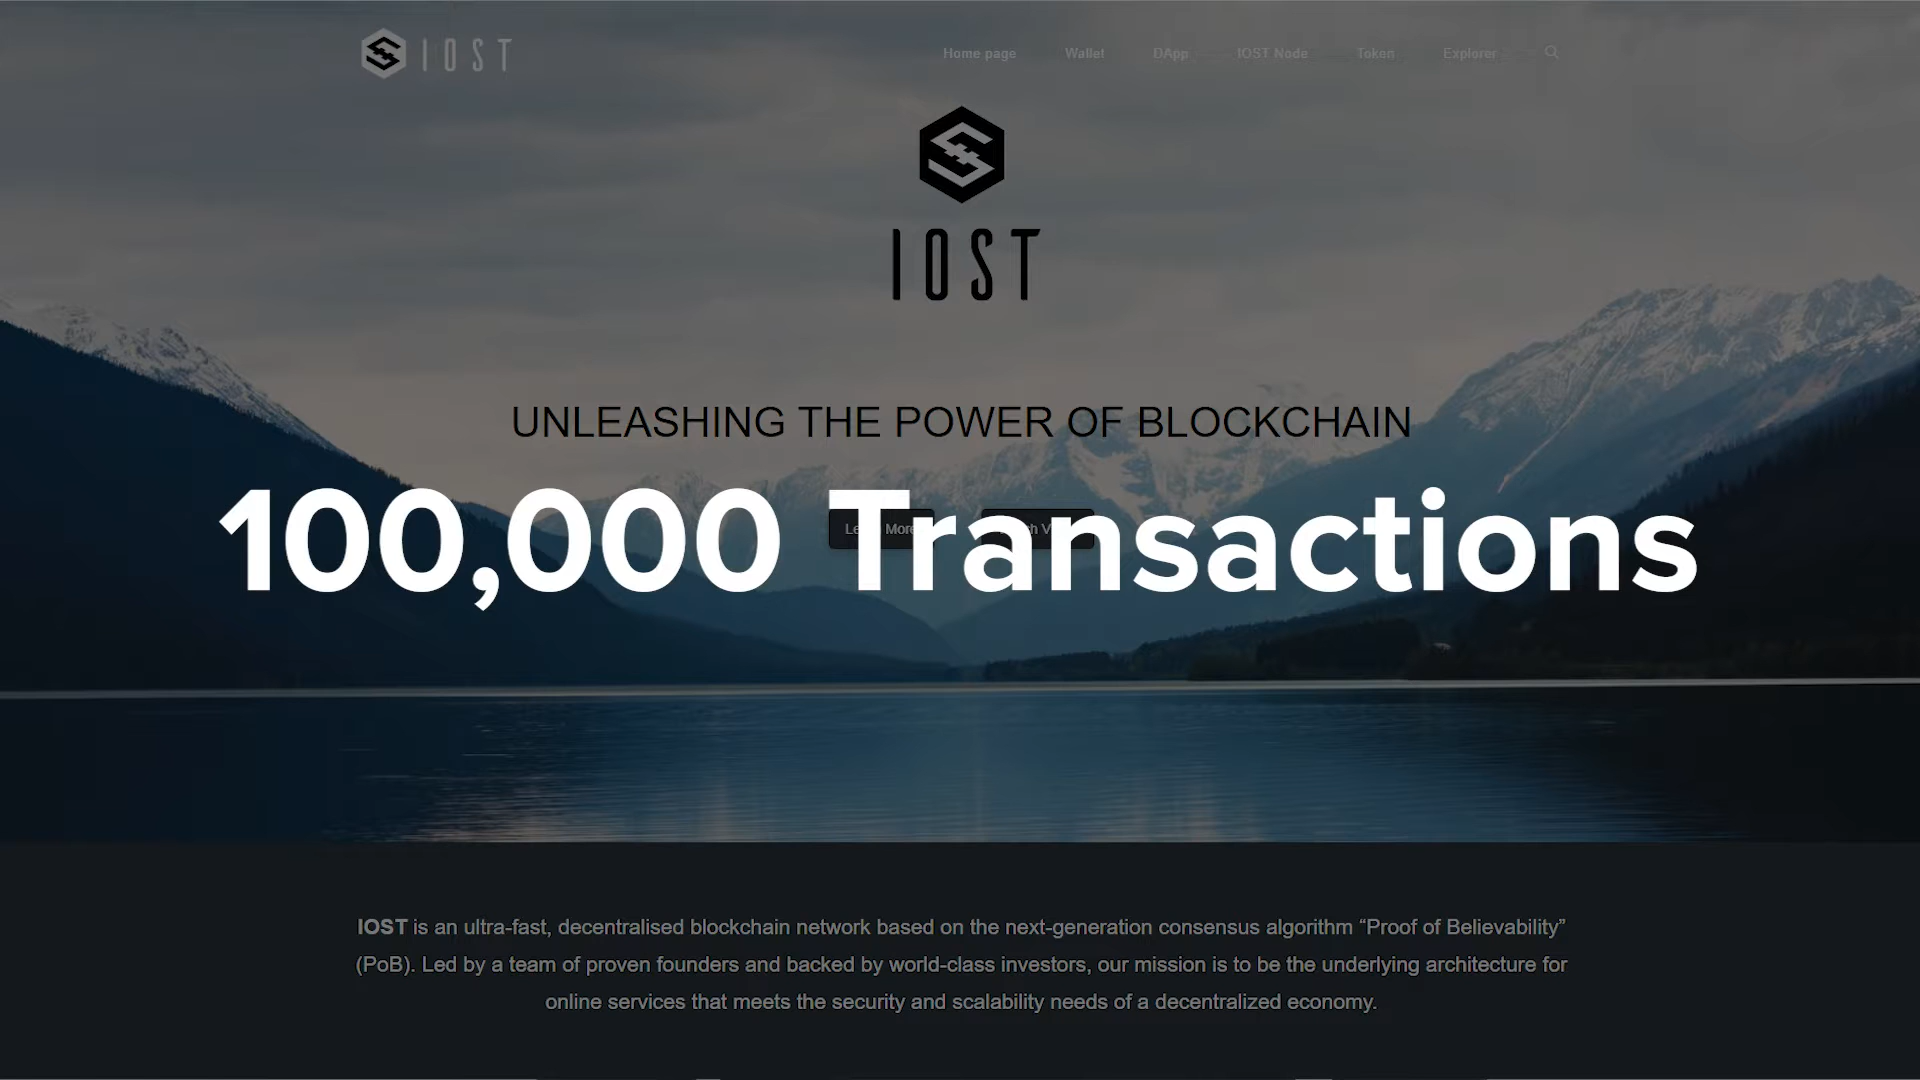 IOST
Home page Wallet DApp IOST Node Token Explorer
IOST
UNLEASHING THE POWER OF BLOCKCHAIN
100,000 Transactions
More
IOST is an ultra-fast, decentralised blockchain network based on the next-generation consensus algorithm “Proof of Believability”
(PoB). Led by a team of proven founders and backed by world-class investors, our mission is to be the underlying architecture for
online services that meets the security and scalability needs of a decentralized economy.